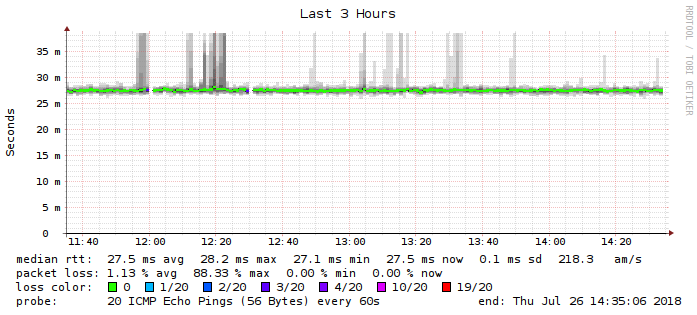 Last 3 Hours
RRDTOOL / TOBI OETIKER
Seconds
35 m
30 m
25 m
20 m
15 m
10 m
5 m
0
11:40 12:00 12:20 12:40 13:00 13:20 13:40 14:00 14:20
median rtt: 27.5 ms avg 28.2 ms max 27.1 ms min 27.5 ms now 0.1 ms sd 218.3 am/s
packet loss: 1.13 % avg 88.33 % max 0.00 % min 0.00 % now
loss color: 0 1/20 2/20 3/20 4/20 10/20 19/20
probe: 20 ICMP Echo Pings (56 Bytes) every 60s end: Thu Jul 26 14:35:06 2018